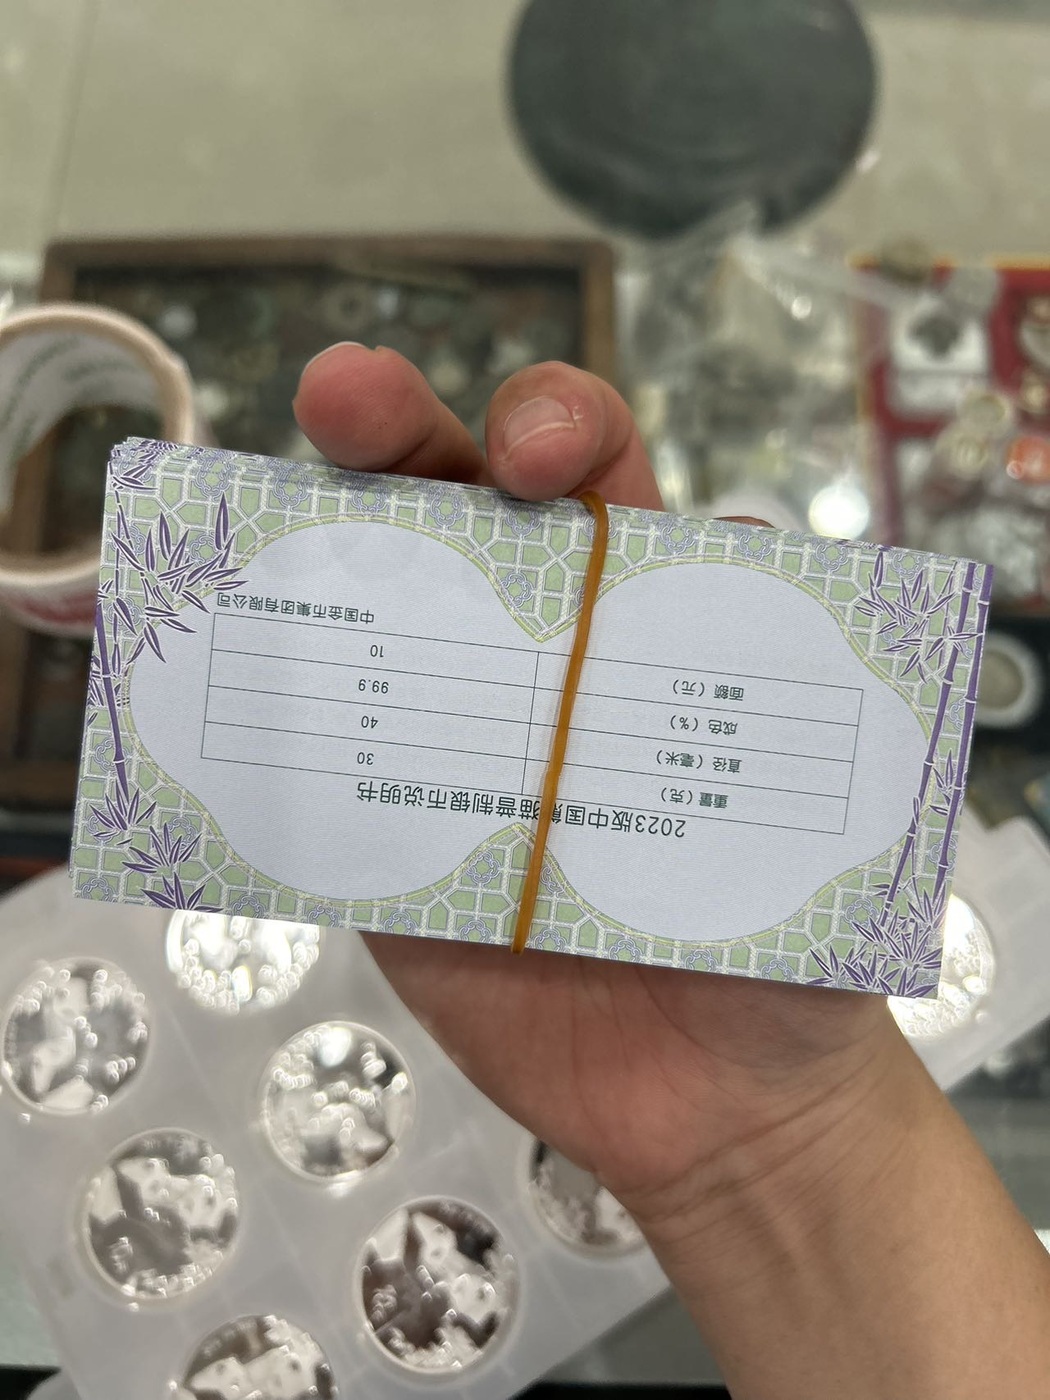 2023版中国熊猫普制银币说明书
重量（克） 30
直径（毫米） 40
成色（%） 99.9
面额（元） 10
中国金币集团有限公司